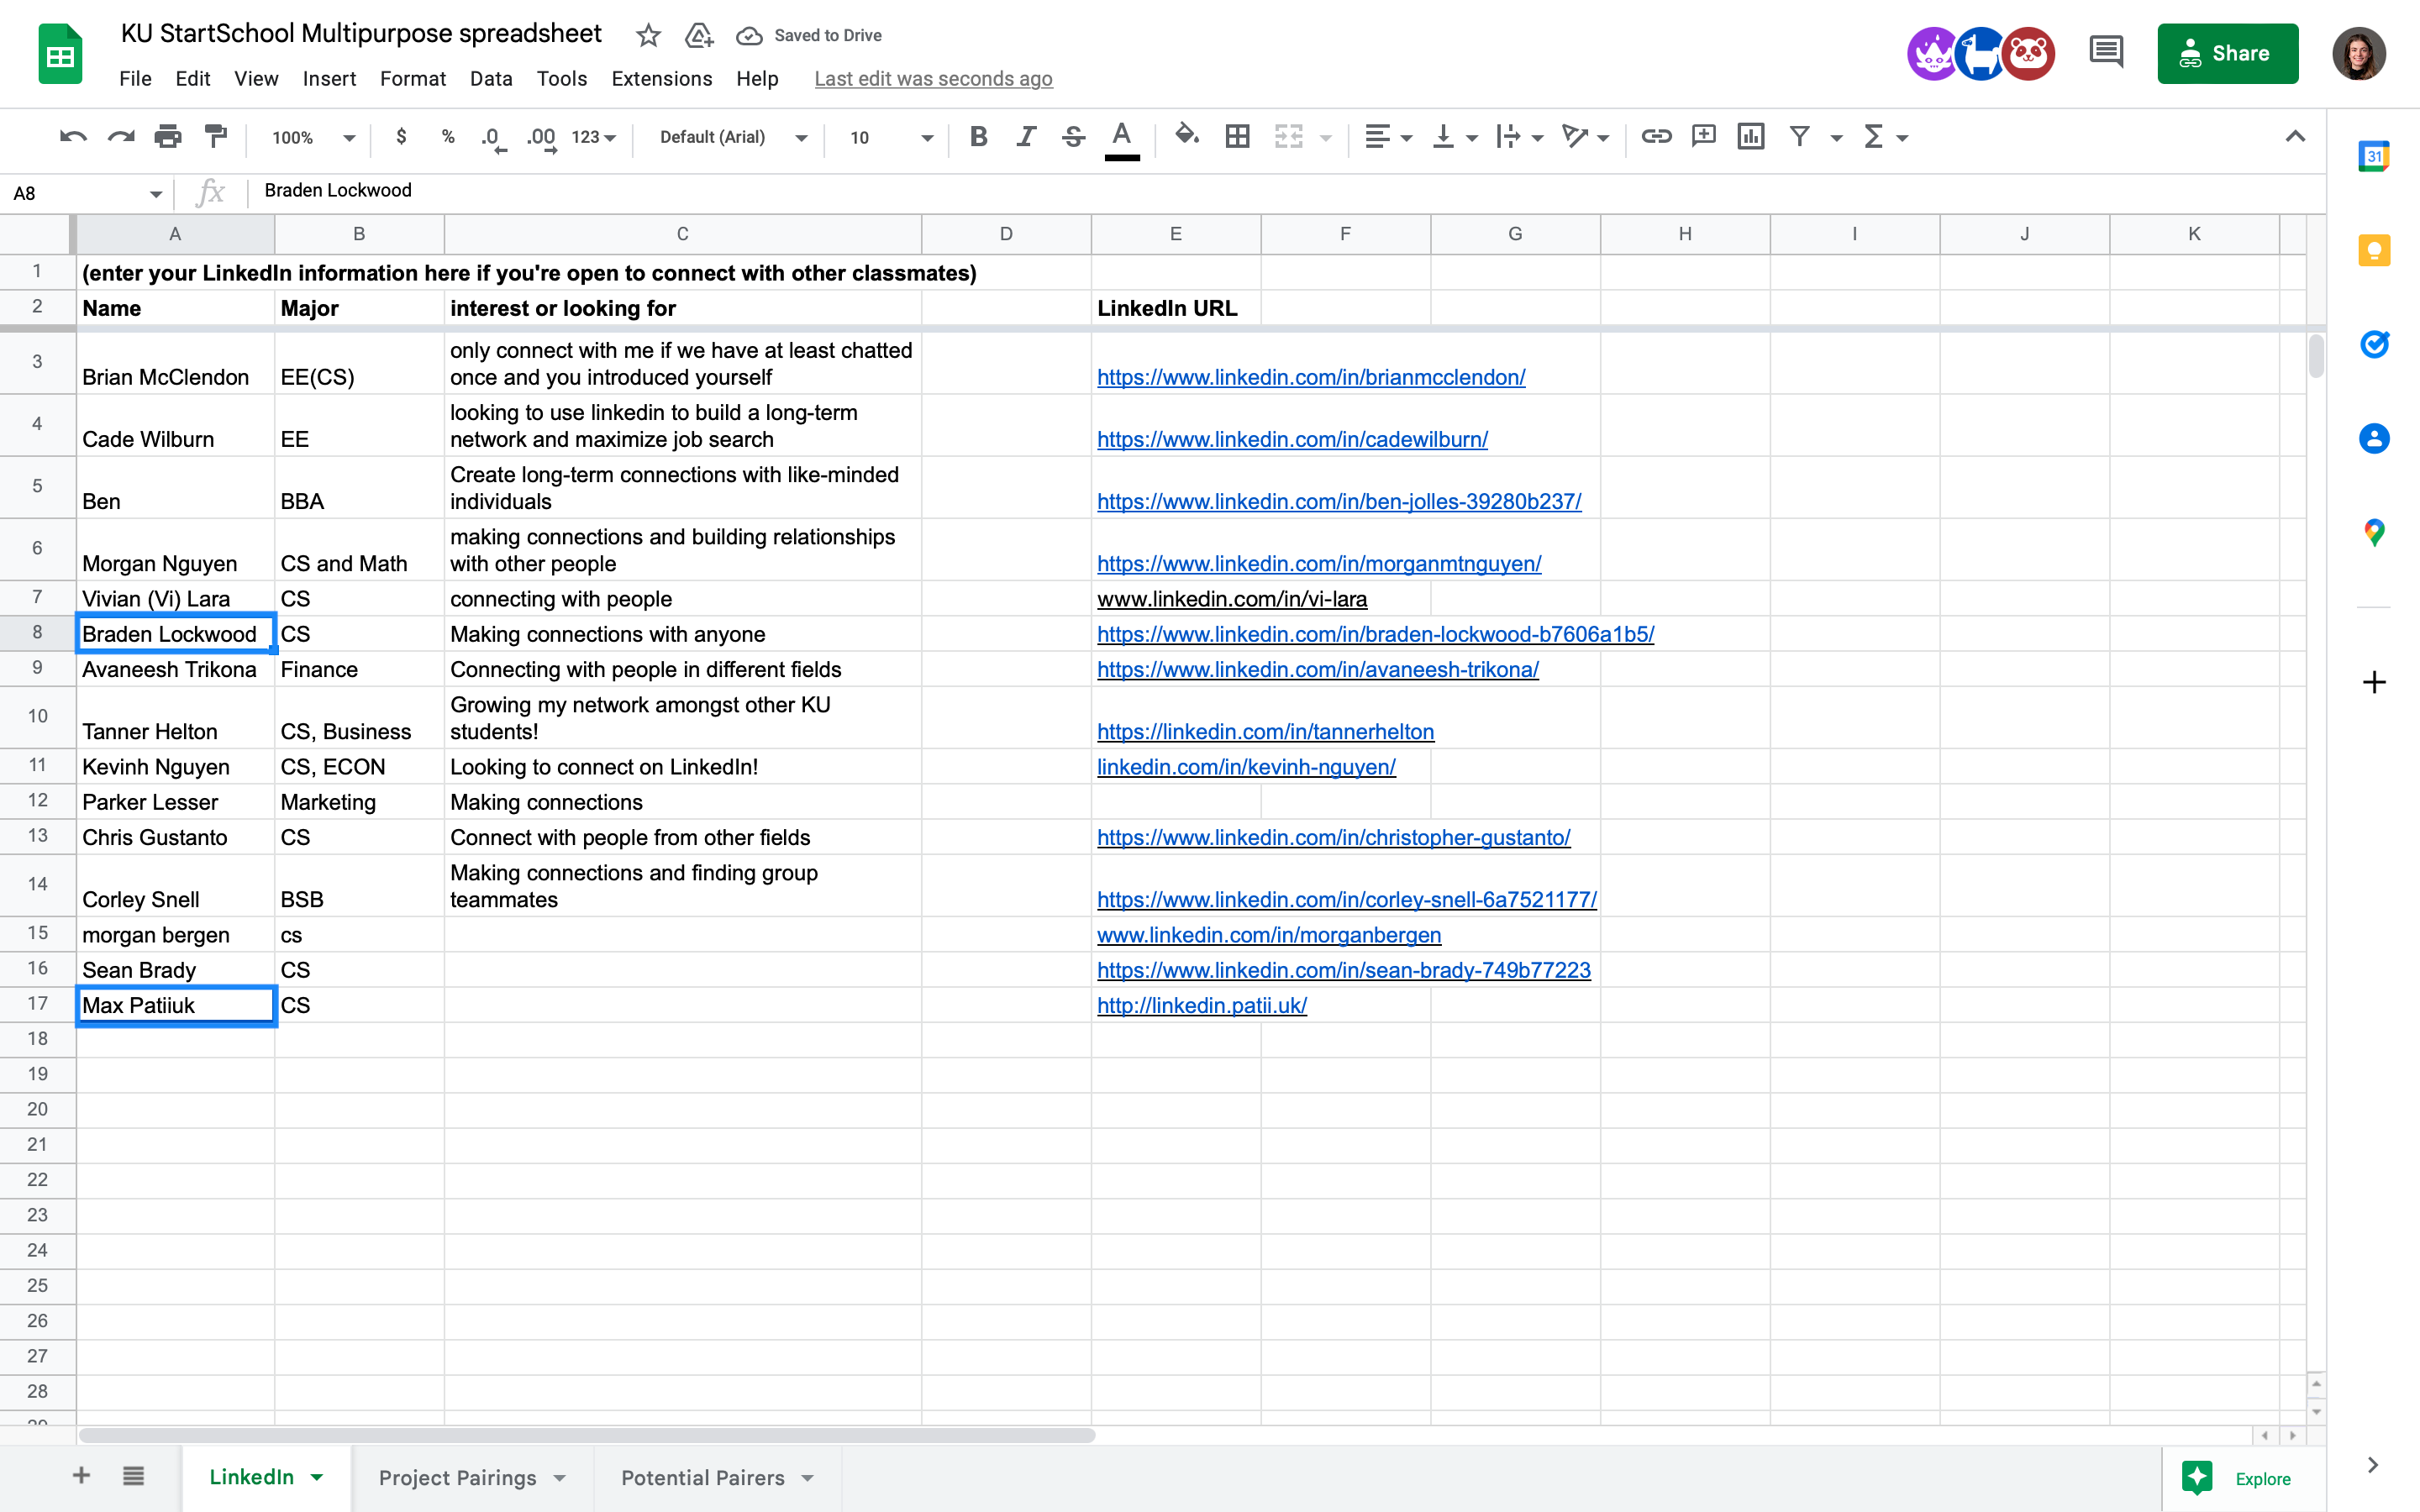 KU StartSchool Multipurpose spreadsheet Saved to Drive
File Edit View Insert Format Data Tools Extensions Help Last edit was seconds ago
Share
100% $ % .0 .00 123 Default (Arial) 10 B I S A
31
A8 fx Braden Lockwood
A B C D E F G H I J K
1 (enter your LinkedIn information here if you're open to connect with other classmates)
2 Name Major interest or looking for LinkedIn URL
3 Brian McClendon EE(CS) only connect with me if we have at least chatted
once and you introduced yourself https://www.linkedin.com/in/brianmcclendon/
4 Cade Wilburn EE looking to use linkedin to build a long-term
network and maximize job search https://www.linkedin.com/in/cadewilburn/
5 Ben BBA Create long-term connections with like-minded
individuals https://www.linkedin.com/in/ben-jolles-39280b237/
6 Morgan Nguyen CS and Math making connections and building relationships
with other people https://www.linkedin.com/in/morganmtnguyen/
7 Vivian (Vi) Lara CS connecting with people www.linkedin.com/in/vi-lara
8 Braden Lockwood CS Making connections with anyone https://www.linkedin.com/in/braden-lockwood-b7606a1b5/
9 Avaneesh Trikona Finance Connecting with people in different fields https://www.linkedin.com/in/avaneesh-trikona/
10 Tanner Helton CS, Business Growing my network amongst other KU
students! https://linkedin.com/in/tannerhelton
11 Kevinh Nguyen CS, ECON Looking to connect on LinkedIn! linkedin.com/in/kevinh-nguyen/
12 Parker Lesser Marketing Making connections
13 Chris Gustanto CS Connect with people from other fields https://www.linkedin.com/in/christopher-gustanto/
14 Corley Snell BSB Making connections and finding group
teammates https://www.linkedin.com/in/corley-snell-6a7521177/
15 morgan bergen cs www.linkedin.com/in/morganbergen
16 Sean Brady CS https://www.linkedin.com/in/sean-brady-749b77223
17 Max Patiiuk CS http://linkedin.patii.uk/
18
19
20
21
22
23
24
25
26
27
28
LinkedIn Project Pairings Potential Pairers Explore